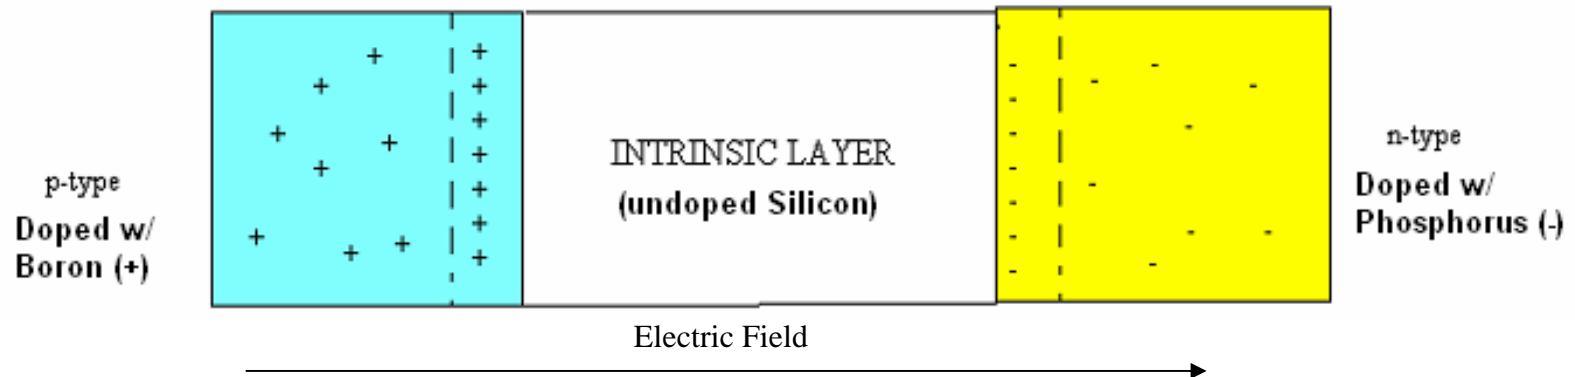 p-type
Doped w/
Boron (+)
INTRINSIC LAYER
(undoped Silicon)
n-type
Doped w/
Phosphorus (-)
Electric Field